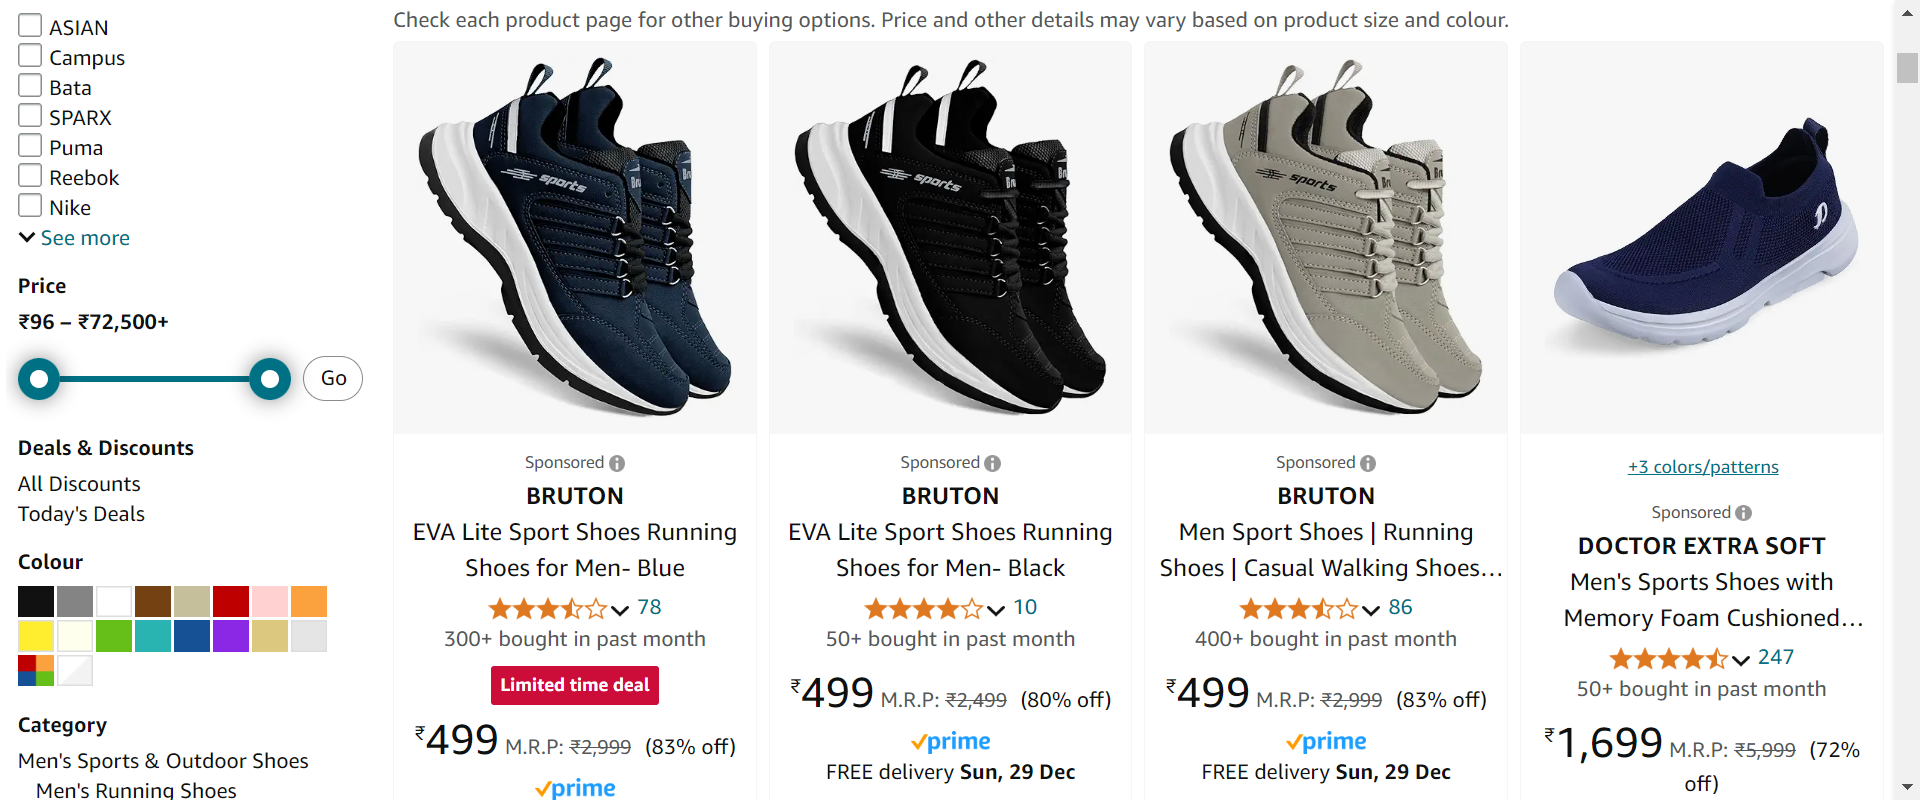 ASIAN
Campus
Bata
SPARX
Puma
Reebok
Nike
See more
Price
₹96 – ₹72,500+
Go
Deals & Discounts
All Discounts
Today's Deals
Colour
Category
Men's Sports & Outdoor Shoes
Men's Running Shoes
Check each product page for other buying options. Price and other details may vary based on product size and colour.
sports
Sponsored
BRUTON
EVA Lite Sport Shoes Running
Shoes for Men- Blue
78
300+ bought in past month
Limited time deal
₹499 M.R.P: ₹2,999 (83% off)
prime
sports
Sponsored
BRUTON
EVA Lite Sport Shoes Running
Shoes for Men- Black
10
50+ bought in past month
₹499 M.R.P: ₹2,499 (80% off)
prime
FREE delivery Sun, 29 Dec
sports
Sponsored
BRUTON
Men Sport Shoes | Running
Shoes | Casual Walking Shoes...
86
400+ bought in past month
₹499 M.R.P: ₹2,999 (83% off)
prime
FREE delivery Sun, 29 Dec
+3 colors/patterns
Sponsored
DOCTOR EXTRA SOFT
Men's Sports Shoes with
Memory Foam Cushioned...
247
50+ bought in past month
₹1,699 M.R.P: ₹5,999 (72%
off)